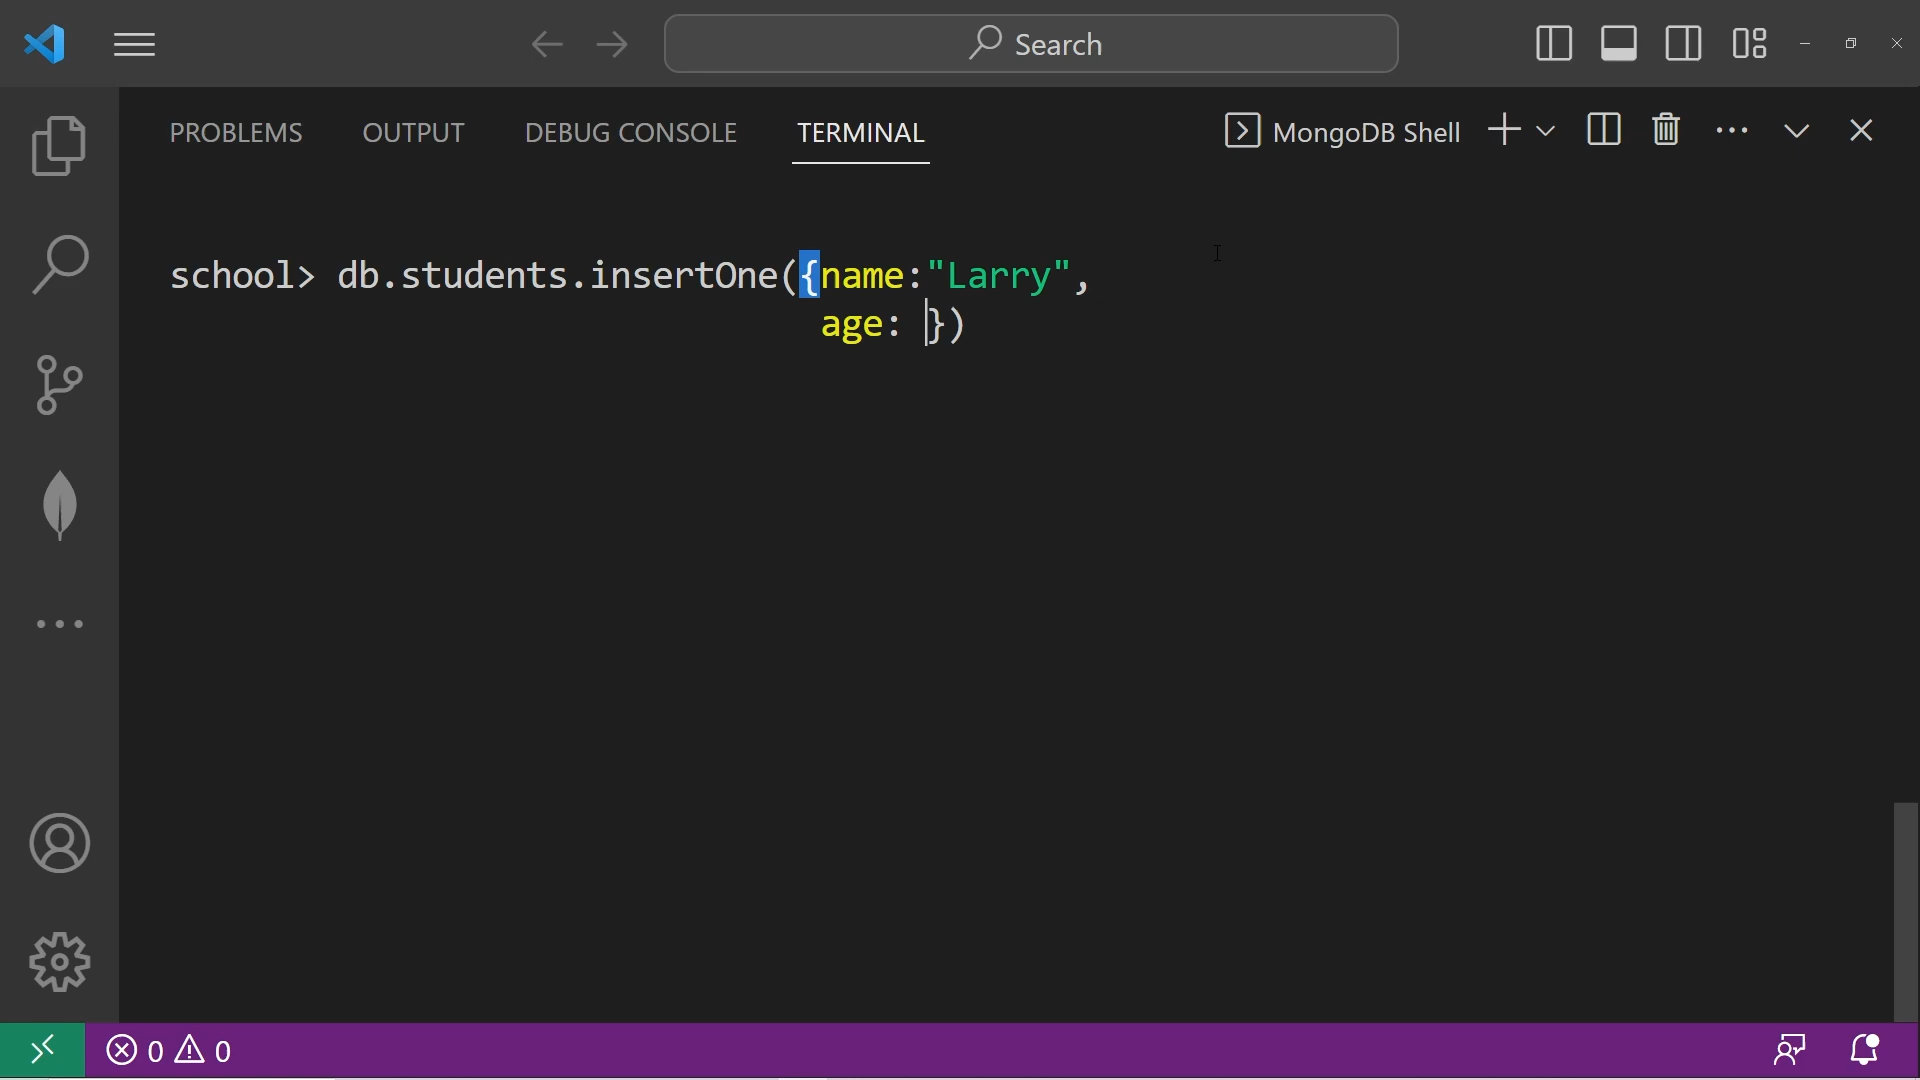 Search
PROBLEMS OUTPUT DEBUG CONSOLE TERMINAL MongoDB Shell
school> db.students.insertOne({name:"Larry",
age: })
0 0